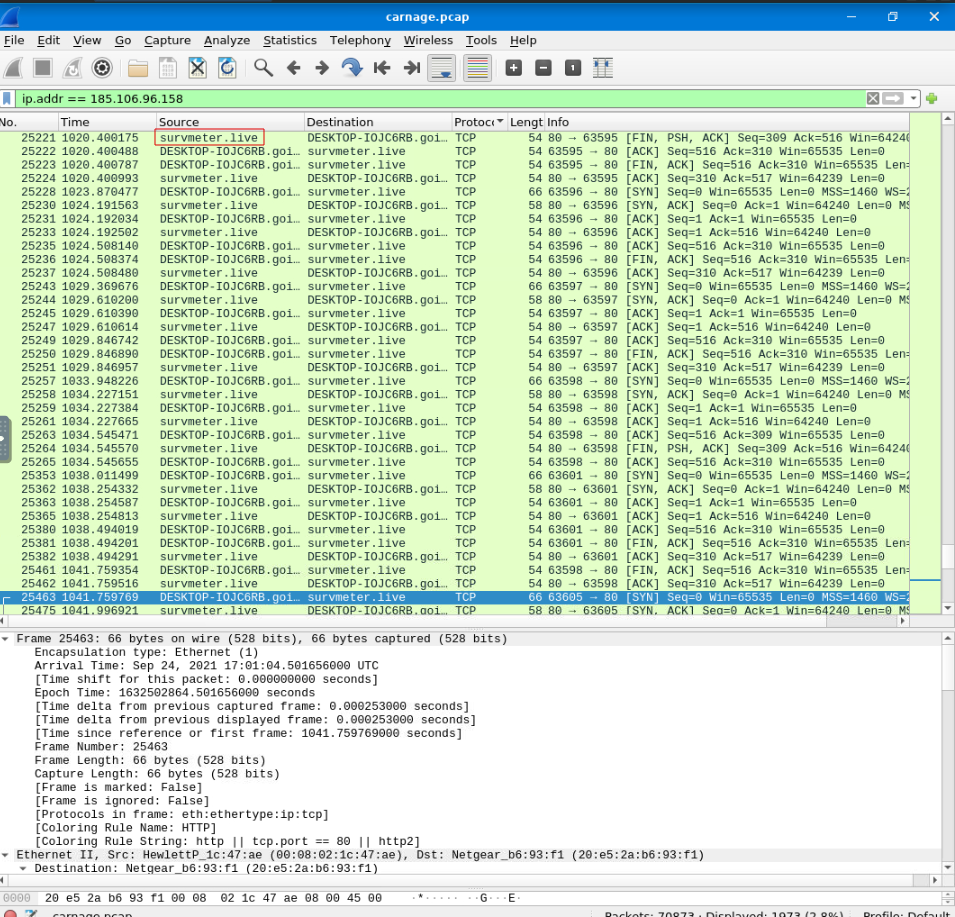 carnage.pcap
File Edit View Go Capture Analyze Statistics Telephony Wireless Tools Help
ip.addr == 185.106.96.158
No. Time Source Destination Protoc Lengt Info
25221 1020.400175 survmeter.live DESKTOP-IOJC6RB.goi… TCP 54 80 → 63595 [FIN, PSH, ACK] Seq=309 Ack=516 Win=64240
25222 1020.400488 DESKTOP-IOJC6RB.goi… survmeter.live TCP 54 63595 → 80 [ACK] Seq=516 Ack=310 Win=65535 Len=0
25223 1020.400787 DESKTOP-IOJC6RB.goi… survmeter.live TCP 54 63595 → 80 [FIN, ACK] Seq=516 Ack=310 Win=65535 Len=
25224 1020.400993 survmeter.live DESKTOP-IOJC6RB.goi… TCP 54 80 → 63595 [ACK] Seq=310 Ack=517 Win=64239 Len=0
25228 1023.870477 DESKTOP-IOJC6RB.goi… survmeter.live TCP 66 63596 → 80 [SYN] Seq=0 Win=65535 Len=0 MSS=1460 WS=2
25230 1024.191563 survmeter.live DESKTOP-IOJC6RB.goi… TCP 58 80 → 63596 [SYN, ACK] Seq=0 Ack=1 Win=64240 Len=0 MS
25231 1024.192034 DESKTOP-IOJC6RB.goi… survmeter.live TCP 54 63596 → 80 [ACK] Seq=1 Ack=1 Win=65535 Len=0
25233 1024.192502 survmeter.live DESKTOP-IOJC6RB.goi… TCP 54 80 → 63596 [ACK] Seq=1 Ack=516 Win=64240 Len=0
25235 1024.508140 DESKTOP-IOJC6RB.goi… survmeter.live TCP 54 63596 → 80 [ACK] Seq=516 Ack=310 Win=65535 Len=0
25236 1024.508374 DESKTOP-IOJC6RB.goi… survmeter.live TCP 54 63596 → 80 [FIN, ACK] Seq=516 Ack=310 Win=65535 Len=
25237 1024.508480 survmeter.live DESKTOP-IOJC6RB.goi… TCP 54 80 → 63596 [ACK] Seq=310 Ack=517 Win=64239 Len=0
25243 1029.369676 DESKTOP-IOJC6RB.goi… survmeter.live TCP 66 63597 → 80 [SYN] Seq=0 Win=65535 Len=0 MSS=1460 WS=2
25244 1029.610200 survmeter.live DESKTOP-IOJC6RB.goi… TCP 58 80 → 63597 [SYN, ACK] Seq=0 Ack=1 Win=64240 Len=0 MS
25245 1029.610390 DESKTOP-IOJC6RB.goi… survmeter.live TCP 54 63597 → 80 [ACK] Seq=1 Ack=1 Win=65535 Len=0
25247 1029.610614 survmeter.live DESKTOP-IOJC6RB.goi… TCP 54 80 → 63597 [ACK] Seq=1 Ack=516 Win=64240 Len=0
25249 1029.846742 DESKTOP-IOJC6RB.goi… survmeter.live TCP 54 63597 → 80 [ACK] Seq=516 Ack=310 Win=65535 Len=0
25250 1029.846890 DESKTOP-IOJC6RB.goi… survmeter.live TCP 54 63597 → 80 [FIN, ACK] Seq=516 Ack=310 Win=65535 Len=
25251 1029.846957 survmeter.live DESKTOP-IOJC6RB.goi… TCP 54 80 → 63597 [ACK] Seq=310 Ack=517 Win=64239 Len=0
25257 1033.948226 DESKTOP-IOJC6RB.goi… survmeter.live TCP 66 63598 → 80 [SYN] Seq=0 Win=65535 Len=0 MSS=1460 WS=2
25258 1034.227151 survmeter.live DESKTOP-IOJC6RB.goi… TCP 58 80 → 63598 [SYN, ACK] Seq=0 Ack=1 Win=64240 Len=0 MS
25259 1034.227384 DESKTOP-IOJC6RB.goi… survmeter.live TCP 54 63598 → 80 [ACK] Seq=1 Ack=1 Win=65535 Len=0
25261 1034.227665 survmeter.live DESKTOP-IOJC6RB.goi… TCP 54 80 → 63598 [ACK] Seq=1 Ack=516 Win=64240 Len=0
25263 1034.545471 DESKTOP-IOJC6RB.goi… survmeter.live TCP 54 63598 → 80 [ACK] Seq=516 Ack=309 Win=65535 Len=0
25264 1034.545570 survmeter.live DESKTOP-IOJC6RB.goi… TCP 54 80 → 63598 [FIN, PSH, ACK] Seq=309 Ack=516 Win=64240
25265 1034.545655 DESKTOP-IOJC6RB.goi… survmeter.live TCP 54 63598 → 80 [ACK] Seq=516 Ack=310 Win=65535 Len=0
25353 1038.011499 DESKTOP-IOJC6RB.goi… survmeter.live TCP 66 63601 → 80 [SYN] Seq=0 Win=65535 Len=0 MSS=1460 WS=2
25362 1038.254332 survmeter.live DESKTOP-IOJC6RB.goi… TCP 58 80 → 63601 [SYN, ACK] Seq=0 Ack=1 Win=64240 Len=0 MS
25363 1038.254587 DESKTOP-IOJC6RB.goi… survmeter.live TCP 54 63601 → 80 [ACK] Seq=1 Ack=1 Win=65535 Len=0
25365 1038.254813 survmeter.live DESKTOP-IOJC6RB.goi… TCP 54 80 → 63601 [ACK] Seq=1 Ack=516 Win=64240 Len=0
25380 1038.494019 DESKTOP-IOJC6RB.goi… survmeter.live TCP 54 63601 → 80 [ACK] Seq=516 Ack=310 Win=65535 Len=0
25381 1038.494201 DESKTOP-IOJC6RB.goi… survmeter.live TCP 54 63601 → 80 [FIN, ACK] Seq=516 Ack=310 Win=65535 Len=
25382 1038.494291 survmeter.live DESKTOP-IOJC6RB.goi… TCP 54 80 → 63601 [ACK] Seq=310 Ack=517 Win=64239 Len=0
25461 1041.759354 DESKTOP-IOJC6RB.goi… survmeter.live TCP 54 63598 → 80 [FIN, ACK] Seq=516 Ack=310 Win=65535 Len=
25462 1041.759516 survmeter.live DESKTOP-IOJC6RB.goi… TCP 54 80 → 63598 [ACK] Seq=310 Ack=517 Win=64239 Len=0
25463 1041.759769 DESKTOP-IOJC6RB.goi… survmeter.live TCP 66 63605 → 80 [SYN] Seq=0 Win=65535 Len=0 MSS=1460 WS=2
25475 1041.996921 survmeter.live DESKTOP-IOJC6RB.goi… TCP 58 80 → 63605 [SYN, ACK] Seq=0 Ack=1 Win=64240 Len=0 MS
Frame 25463: 66 bytes on wire (528 bits), 66 bytes captured (528 bits)
Encapsulation type: Ethernet (1)
Arrival Time: Sep 24, 2021 17:01:04.501656000 UTC
[Time shift for this packet: 0.000000000 seconds]
Epoch Time: 1632502864.501656000 seconds
[Time delta from previous captured frame: 0.000253000 seconds]
[Time delta from previous displayed frame: 0.000253000 seconds]
[Time since reference or first frame: 1041.759769000 seconds]
Frame Number: 25463
Frame Length: 66 bytes (528 bits)
Capture Length: 66 bytes (528 bits)
[Frame is marked: False]
[Frame is ignored: False]
[Protocols in frame: eth:ethertype:ip:tcp]
[Coloring Rule Name: HTTP]
[Coloring Rule String: http || tcp.port == 80 || http2]
Ethernet II, Src: HewlettP_1c:47:ae (00:08:02:1c:47:ae), Dst: Netgear_b6:93:f1 (20:e5:2a:b6:93:f1)
Destination: Netgear_b6:93:f1 (20:e5:2a:b6:93:f1)
0000 20 e5 2a b6 93 f1 00 08 02 1c 47 ae 08 00 45 00 ·*····· ··G···E·
carnage.pcap Packets: 70873 · Displayed: 1973 (2.8%) Profile: Default